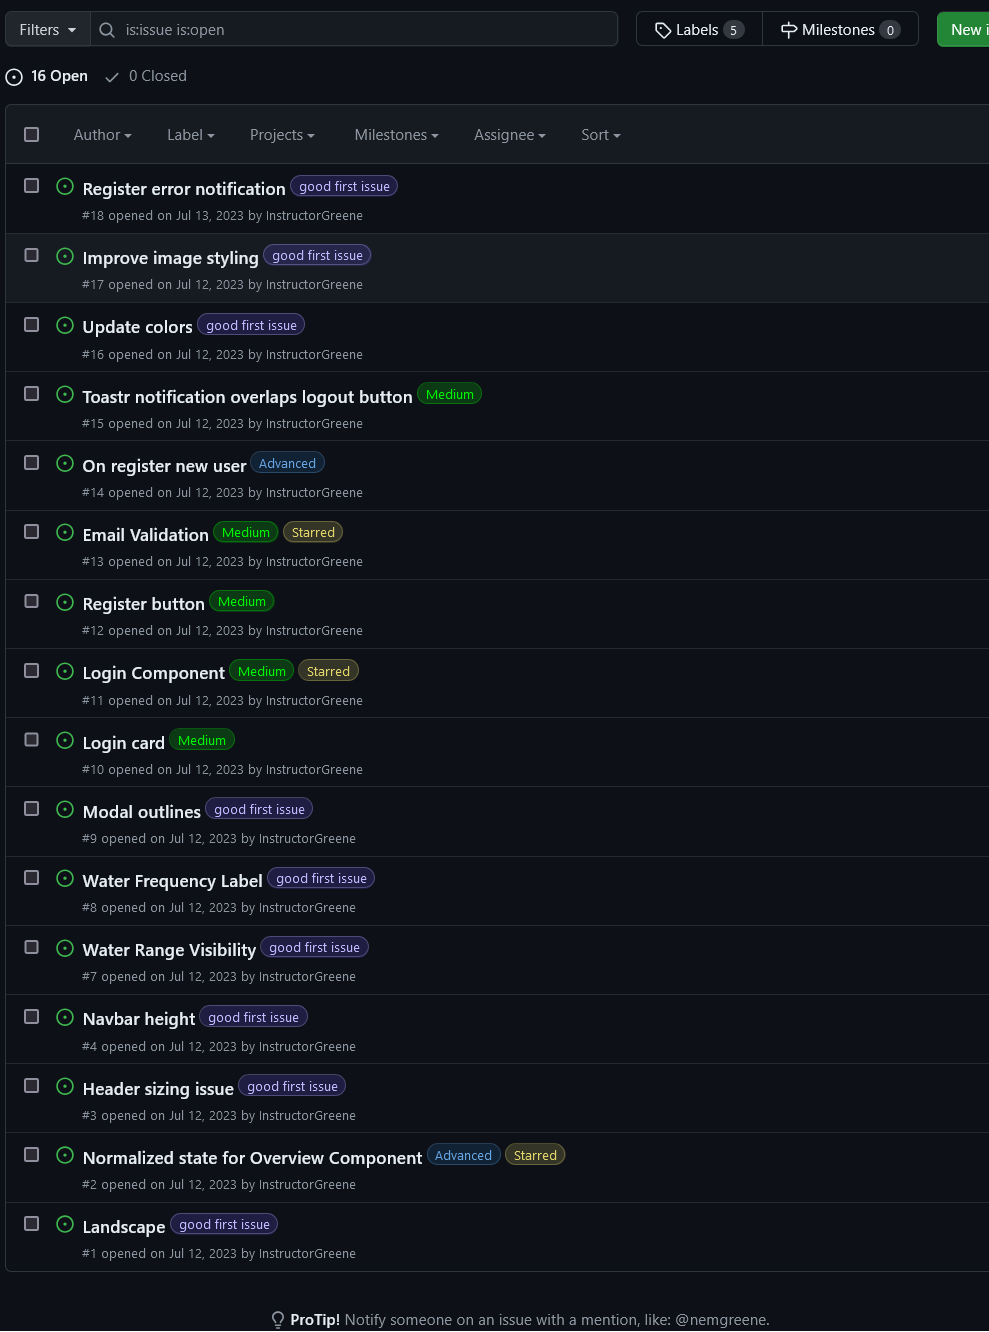 Filters is:issue is:open Labels 5 Milestones 0 New
16 Open 0 Closed
Author Label Projects Milestones Assignee Sort
Register error notification good first issue
#18 opened on Jul 13, 2023 by InstructorGreene
Improve image styling good first issue
#17 opened on Jul 12, 2023 by InstructorGreene
Update colors good first issue
#16 opened on Jul 12, 2023 by InstructorGreene
Toastr notification overlaps logout button Medium
#15 opened on Jul 12, 2023 by InstructorGreene
On register new user Advanced
#14 opened on Jul 12, 2023 by InstructorGreene
Email Validation Medium Starred
#13 opened on Jul 12, 2023 by InstructorGreene
Register button Medium
#12 opened on Jul 12, 2023 by InstructorGreene
Login Component Medium Starred
#11 opened on Jul 12, 2023 by InstructorGreene
Login card Medium
#10 opened on Jul 12, 2023 by InstructorGreene
Modal outlines good first issue
#9 opened on Jul 12, 2023 by InstructorGreene
Water Frequency Label good first issue
#8 opened on Jul 12, 2023 by InstructorGreene
Water Range Visibility good first issue
#7 opened on Jul 12, 2023 by InstructorGreene
Navbar height good first issue
#4 opened on Jul 12, 2023 by InstructorGreene
Header sizing issue good first issue
#3 opened on Jul 12, 2023 by InstructorGreene
Normalized state for Overview Component Advanced Starred
#2 opened on Jul 12, 2023 by InstructorGreene
Landscape good first issue
#1 opened on Jul 12, 2023 by InstructorGreene
ProTip! Notify someone on an issue with a mention, like: @nemgreene.